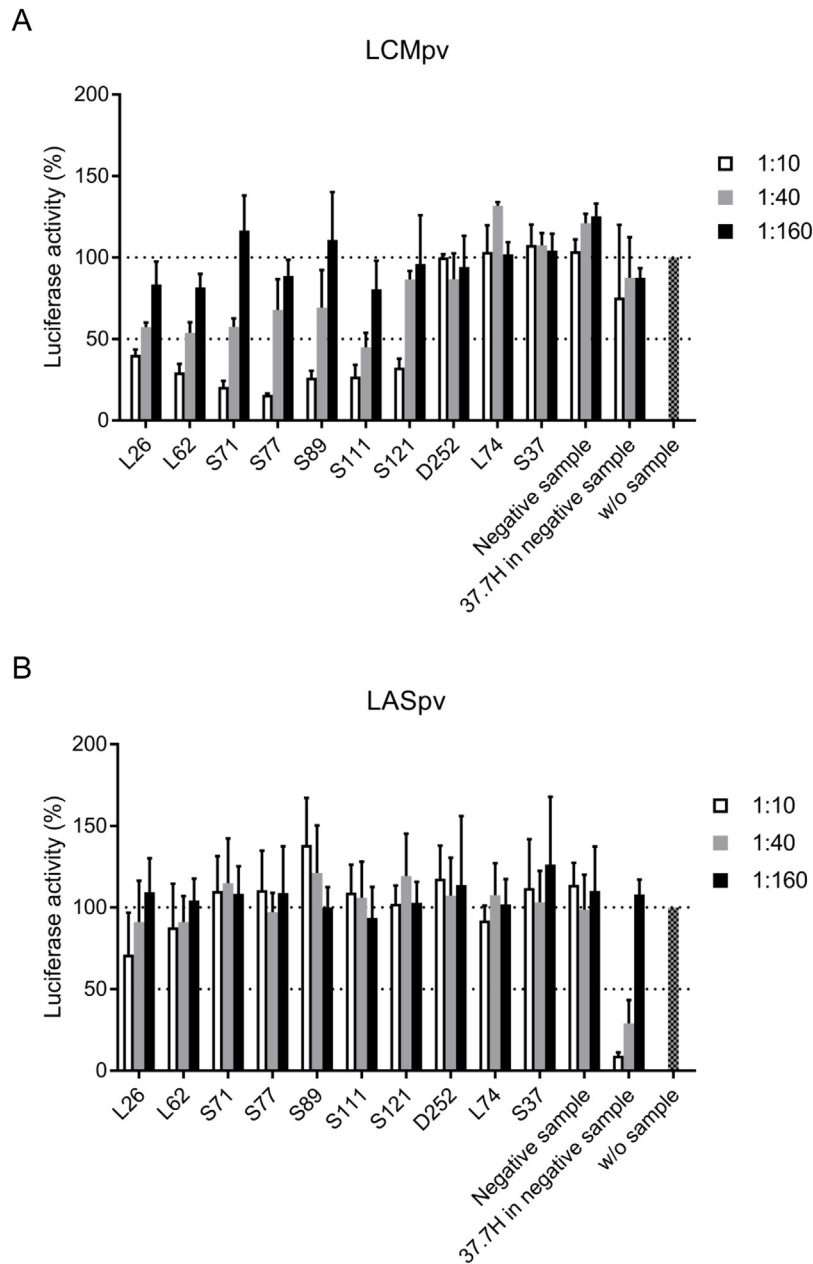 A
LCMpv
Luciferase activity (%)
200
150
100
50
0
1:10
1:40
1:160
L26
L62
S71
S77
S89
S111
S121
D252
L74
S37
Negative sample
37.7H in negative sample
w/o sample
B
LASpv
Luciferase activity (%)
200
150
100
50
0
1:10
1:40
1:160
L26
L62
S71
S77
S89
S111
S121
D252
L74
S37
Negative sample
37.7H in negative sample
w/o sample